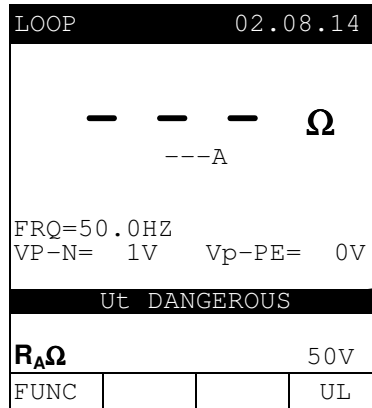 LOOP 02.08.14
– – – Ω
---A
FRQ=50.0HZ
VP-N= 1V Vp-PE= 0V
Ut DANGEROUS
RAΩ 50V
FUNC UL